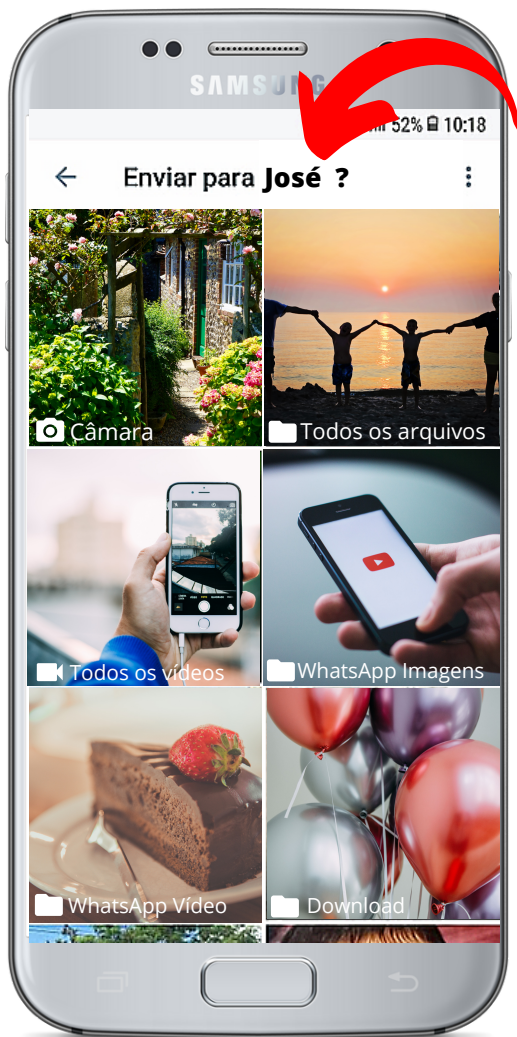 SAMSUNG
52% 10:18
Enviar para José ?
Câmara
Todos os arquivos
Todos os vídeos
WhatsApp Imagens
WhatsApp Vídeo
Download